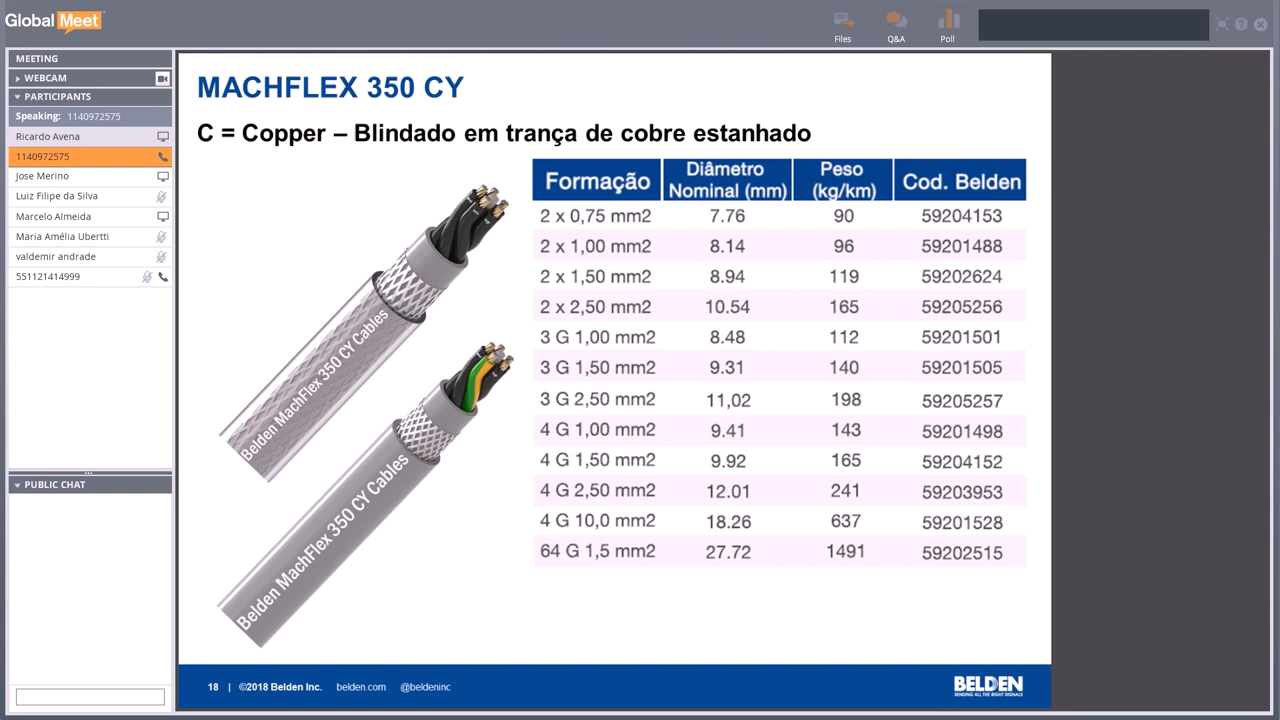 Global Meet
Files
Q&A
Poll
MEETING
WEBCAM
PARTICIPANTS
Speaking: 1140972575
Ricardo Avena
1140972575
Jose Merino
Luiz Filipe da Silva
Marcelo Almeida
Maria Amélia Ubertti
valdemir andrade
551121414999
PUBLIC CHAT
MACHFLEX 350 CY
C = Copper – Blindado em trança de cobre estanhado
Belden MachFlex 350 CY Cables
Belden MachFlex 350 CY Cables
Formação Diâmetro Nominal (mm) Peso (kg/km) Cod. Belden
2 x 0,75 mm2 7.76 90 59204153
2 x 1,00 mm2 8.14 96 59201488
2 x 1,50 mm2 8.94 119 59202624
2 x 2,50 mm2 10.54 165 59205256
3 G 1,00 mm2 8.48 112 59201501
3 G 1,50 mm2 9.31 140 59201505
3 G 2,50 mm2 11,02 198 59205257
4 G 1,00 mm2 9.41 143 59201498
4 G 1,50 mm2 9.92 165 59204152
4 G 2,50 mm2 12.01 241 59203953
4 G 10,0 mm2 18.26 637 59201528
64 G 1,5 mm2 27.72 1491 59202515
18 | ©2018 Belden Inc. belden.com @beldeninc
BELDEN
SENDING ALL THE RIGHT SIGNALS